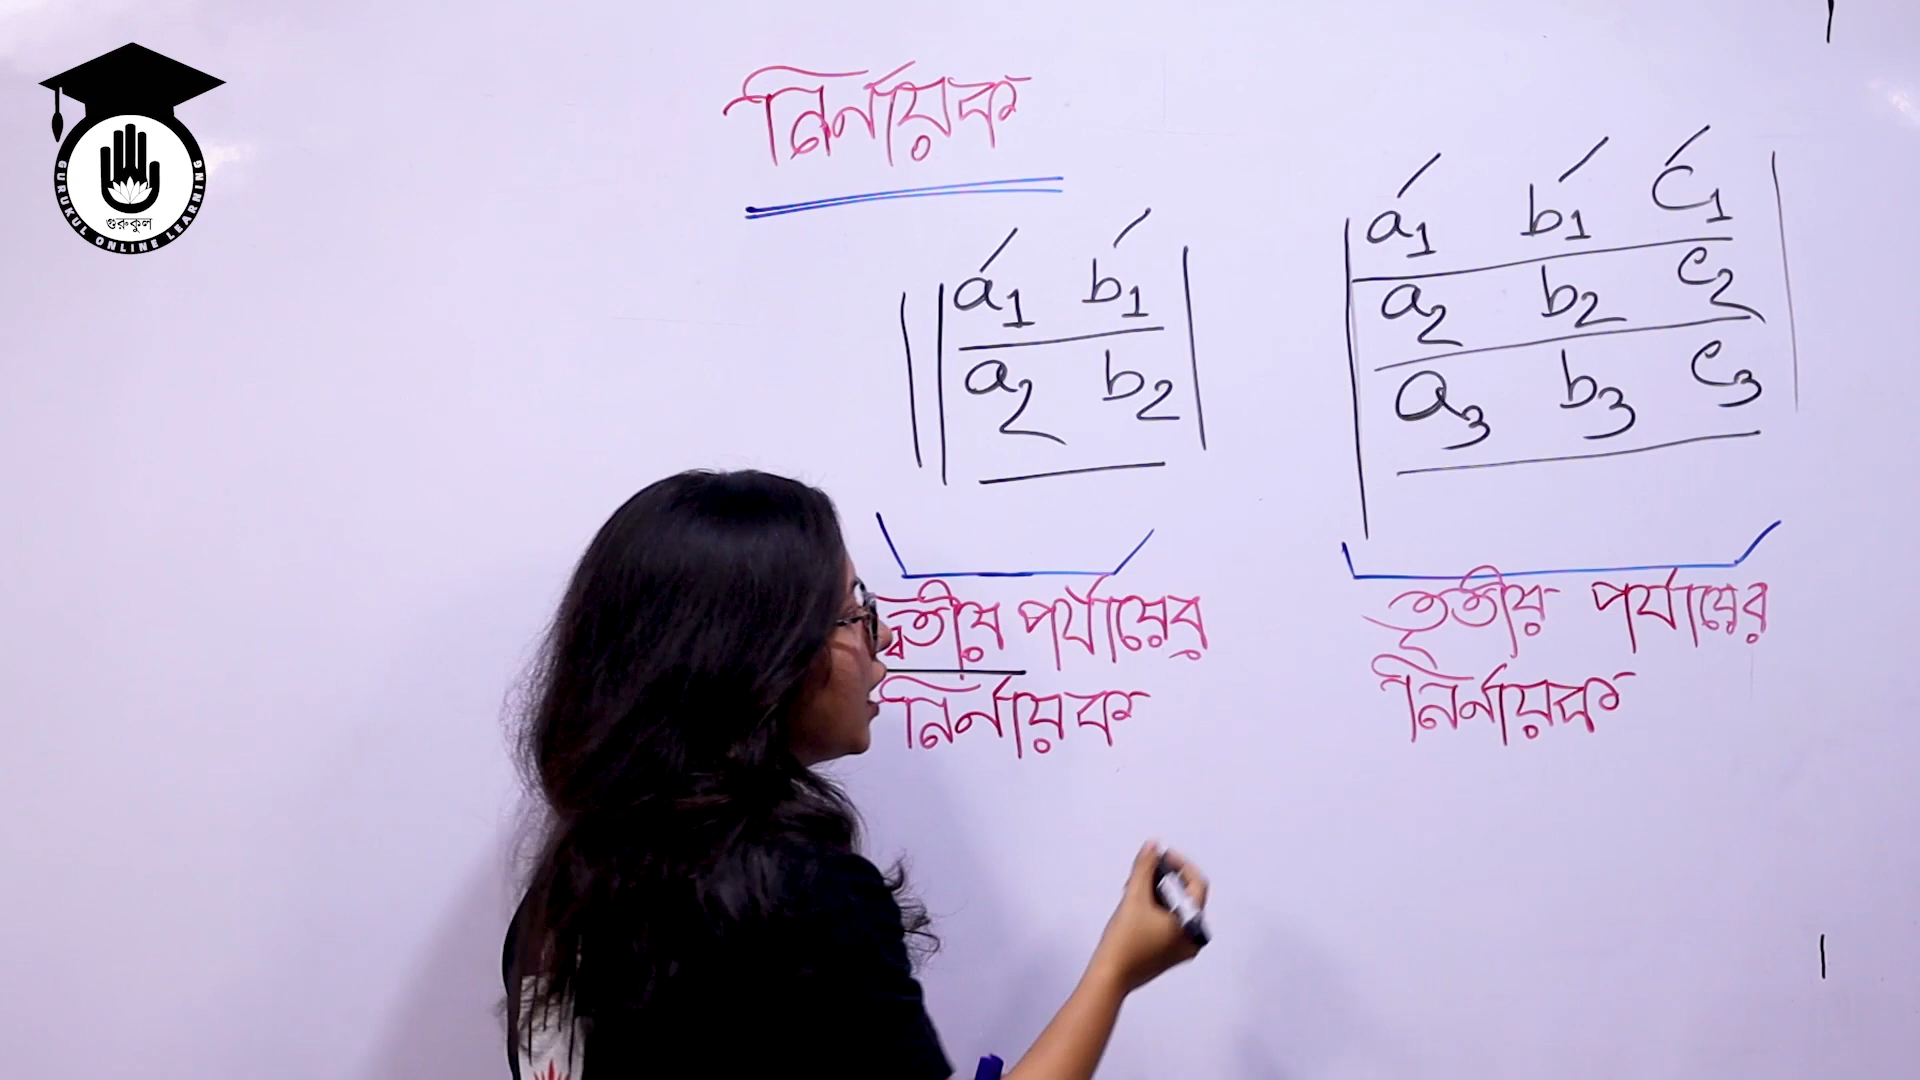 নির্নায়ক
a1 b1
a2 b2
a1 b1 c1
a2 b2 c2
a3 b3 c3
দ্বিতীয় পর্যায়ের
নির্নায়ক
তৃতীয় পর্যায়ের
নির্নায়ক
গুরুকুল
GURUKUL ONLINE LEARNING